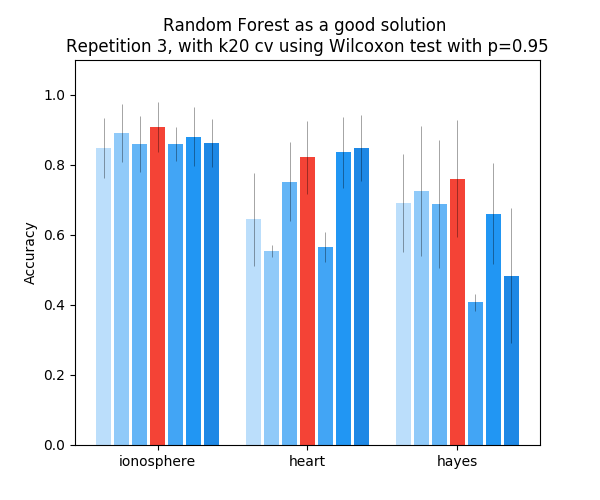 Random Forest as a good solution
Repetition 3, with k20 cv using Wilcoxon test with p=0.95
1.0
0.8
0.6
0.4
0.2
0.0
Accuracy
ionosphere
heart
hayes